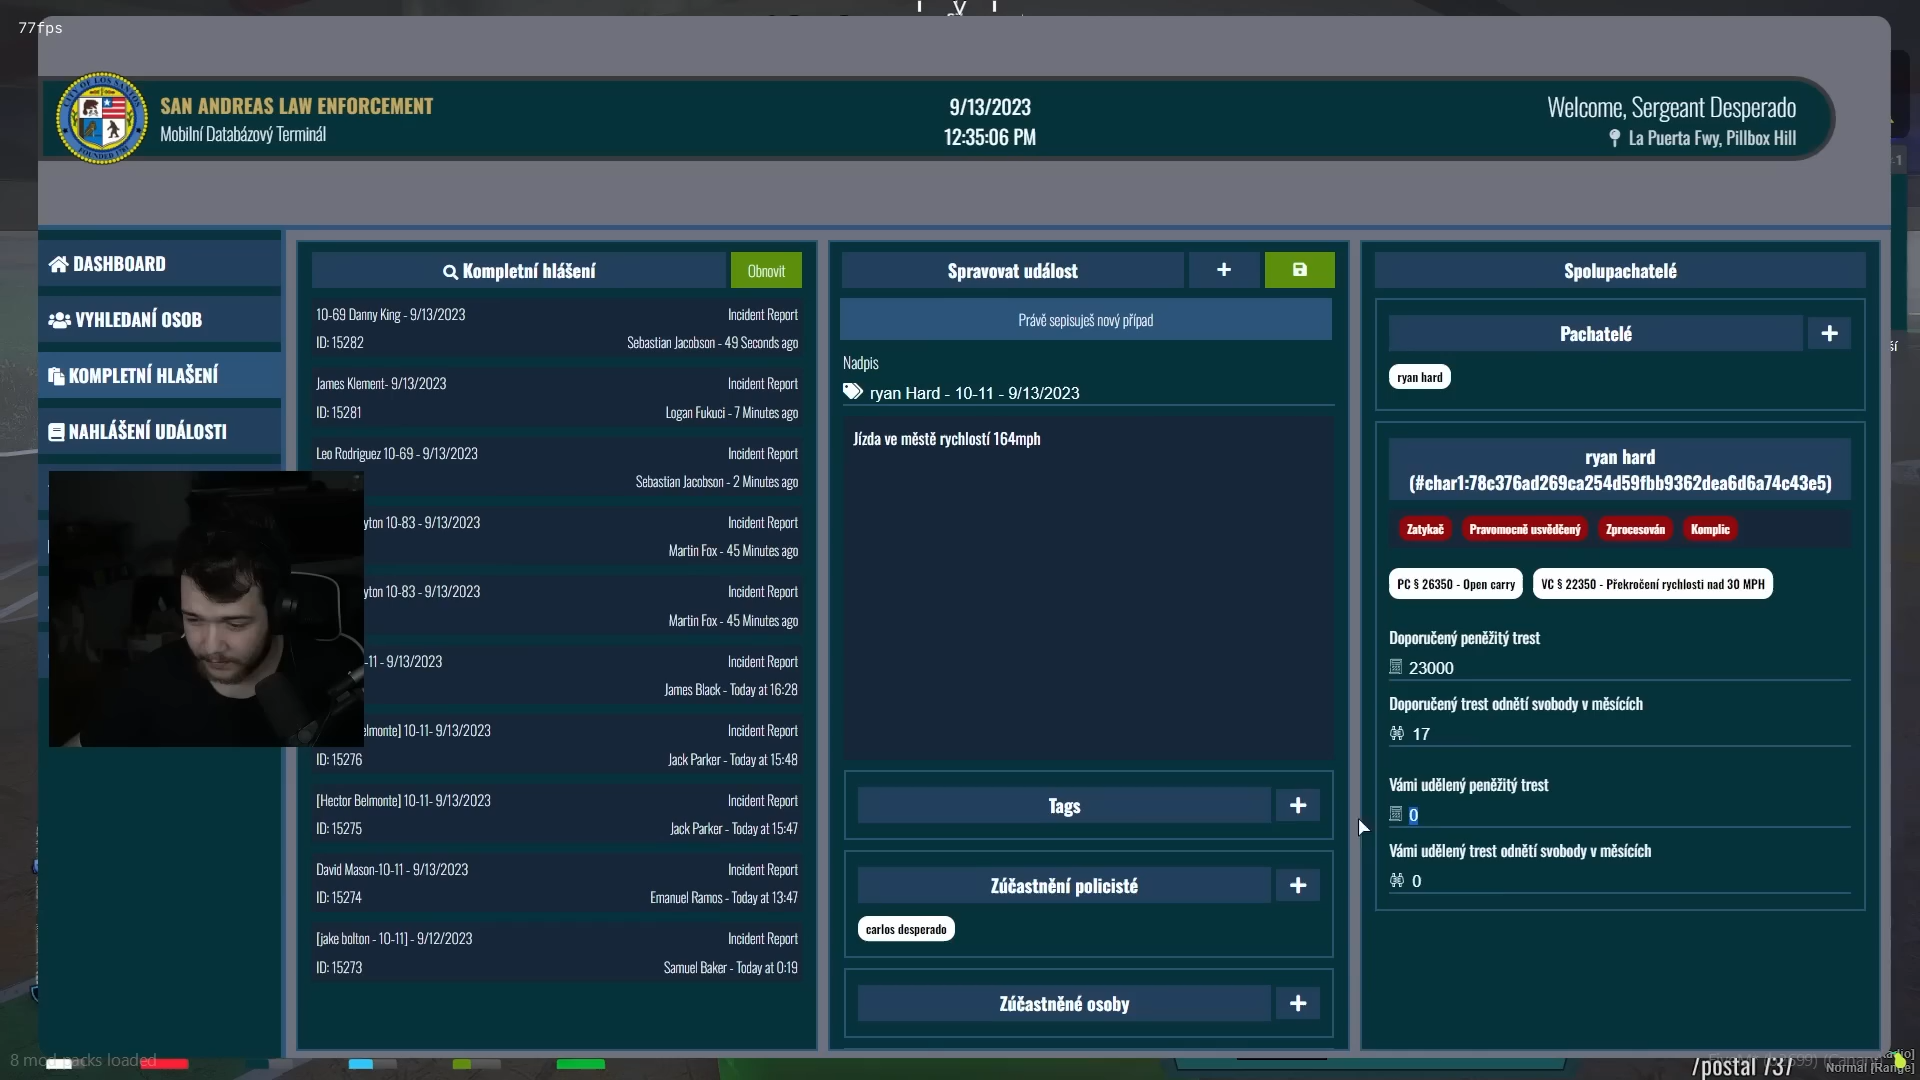 77fps
SAN ANDREAS LAW ENFORCEMENT
Mobilní Databázový Terminál
9/13/2023
12:35:06 PM
Welcome, Sergeant Desperado
La Puerta Fwy, Pillbox Hill
DASHBOARD
VYHLEDANÍ OSOB
KOMPLETNÍ HLAŠENÍ
NAHLÁŠENÍ UDÁLOSTI
Kompletní hlášení
Obnovit
10-69 Danny King - 9/13/2023
Incident Report
ID: 15282
Sebastian Jacobson - 49 Seconds ago
James Klement- 9/13/2023
Incident Report
ID: 15281
Logan Fukuci - 7 Minutes ago
Leo Rodriguez 10-69 - 9/13/2023
Incident Report
Sebastian Jacobson - 2 Minutes ago
yton 10-83 - 9/13/2023
Incident Report
Martin Fox - 45 Minutes ago
yton 10-83 - 9/13/2023
Incident Report
Martin Fox - 45 Minutes ago
-11 - 9/13/2023
Incident Report
James Black - Today at 16:28
elmonte] 10-11- 9/13/2023
Incident Report
ID: 15276
Jack Parker - Today at 15:48
[Hector Belmonte] 10-11- 9/13/2023
Incident Report
ID: 15275
Jack Parker - Today at 15:47
David Mason-10-11 - 9/13/2023
Incident Report
ID: 15274
Emanuel Ramos - Today at 13:47
[jake bolton - 10-11] - 9/12/2023
Incident Report
ID: 15273
Samuel Baker - Today at 0:19
Spravovat událost
Právě sepisuješ nový případ
Nadpis
ryan Hard - 10-11 - 9/13/2023
Jízda ve městě rychlostí 164mph
Tags
Zúčastnění policisté
carlos desperado
Zúčastněné osoby
Spolupachatelé
Pachatelé
ryan hard
ryan hard
(#char1:78c376ad269ca254d59fbb9362dea6d6a74c43e5)
Zatykač
Pravomocně usvědčený
Zprocesován
Komplic
PC § 26350 - Open carry
VC § 22350 - Překročení rychlosti nad 30 MPH
Doporučený peněžitý trest
23000
Doporučený trest odnětí svobody v měsících
17
Vámi udělený peněžitý trest
0
Vámi udělený trest odnětí svobody v měsících
0
8 mod packs loaded
/postal 737
Normal [Range]